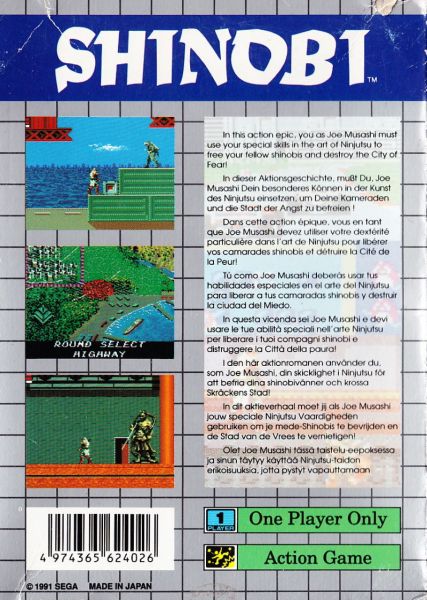 SHINOBI™
In this action epic, you as Joe Musashi must
use your special skills in the art of Ninjutsu to
free your fellow shinobis and destroy the City of
Fear!
In dieser Aktionsgeschichte, mußt Du, Joe
Musashi Dein besonderes Können in der Kunst
des Ninjutsu einsetzen, um Deine Kameraden
und die Stadt der Angst zu befreien !
Dans cette action épique, vous en tant
que Joe Musashi devez utiliser votre dextérité
particulière dans l'art de Ninjutsu pour libérer
vos camarades shinobis et détruire la Cité de
la Peur!
Tú como Joe Musashi deberás usar tus
habilidades especiales en el arte del Ninjutsu
para liberar a tus camaradas shinobis y destruir
la ciudad del Miedo.
In questa vicenda sei Joe Musashi e devi
usare le tue abilità speciali nell'arte Ninjutsu
per liberare i tuoi compagni shinobi e
distruggere la Città della paura!
I den här aktionromanen använder du,
som Joe Musashi, din skicklighet i Ninjutsu för
att befria dina shinobivänner och krossa
Skräckens Stad!
In dit aktieverhaal moet jij als Joe Musashi
jouw speciale Ninjutsu Vaardigheden
gebruiken om je mede-Shinobis te bevrijden en
de Stad van de Vrees te vernietigen!
Olet Joe Musashi tässä taistelu-eepoksessa
ja sinun täytyy käyttää Ninjutsu-taidon
erikoisuuksia, jotta pystyt vapauttamaan
ROUND SELECT
HIGHWAY
4 974365 624026
1 PLAYER
One Player Only
Action Game
© 1991 SEGA MADE IN JAPAN